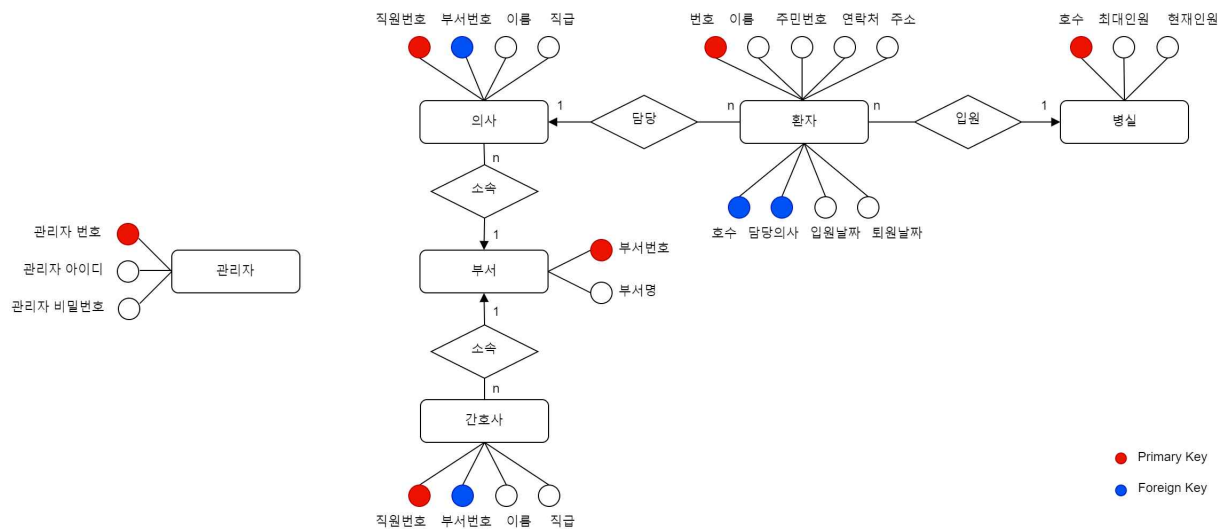 직원번호 부서번호 이름 직급
번호 이름 주민번호 연락처 주소
호수 최대인원 현재인원
의사
1
담당
n
환자
n
입원
1
병실
n
소속
1
호수 담당의사 입원날짜 퇴원날짜
관리자 번호
관리자 아이디
관리자 비밀번호
관리자
부서
부서번호
부서명
1
소속
n
간호사
직원번호 부서번호 이름 직급
Primary Key
Foreign Key